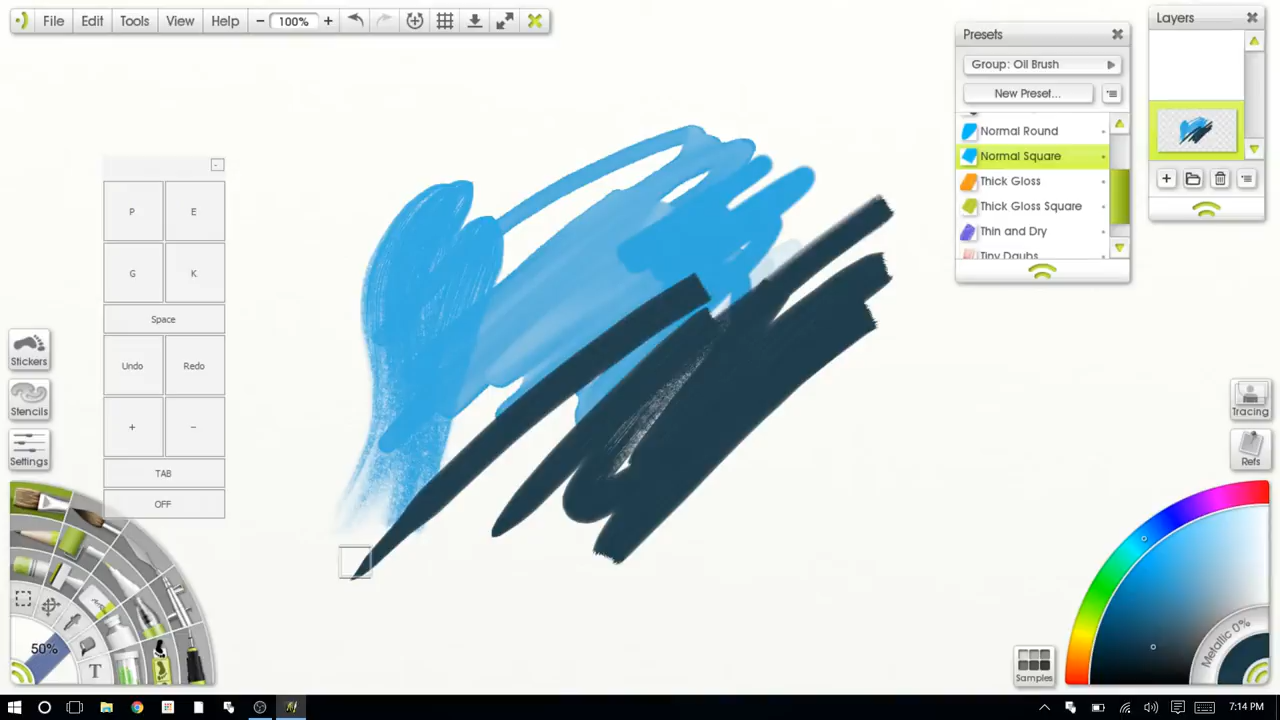 File Edit Tools View Help − 100% +
Presets
Group: Oil Brush
New Preset...
Normal Round
Normal Square
Thick Gloss
Thick Gloss Square
Thin and Dry
Tiny Daubs
Layers
P E
G K
Space
Undo Redo
+ −
TAB
OFF
Stickers
Stencils
Settings
50%
T
Tracing
Refs
Metallic 0%
Samples
7:14 PM